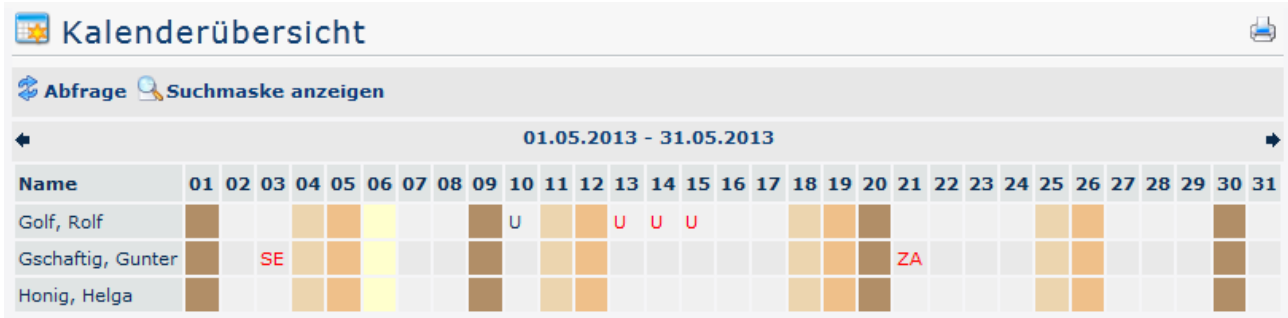 Kalenderübersicht
Abfrage Suchmaske anzeigen
01.05.2013 - 31.05.2013
Name 01 02 03 04 05 06 07 08 09 10 11 12 13 14 15 16 17 18 19 20 21 22 23 24 25 26 27 28 29 30 31
Golf, Rolf U U U U
Gschaftig, Gunter SE ZA
Honig, Helga